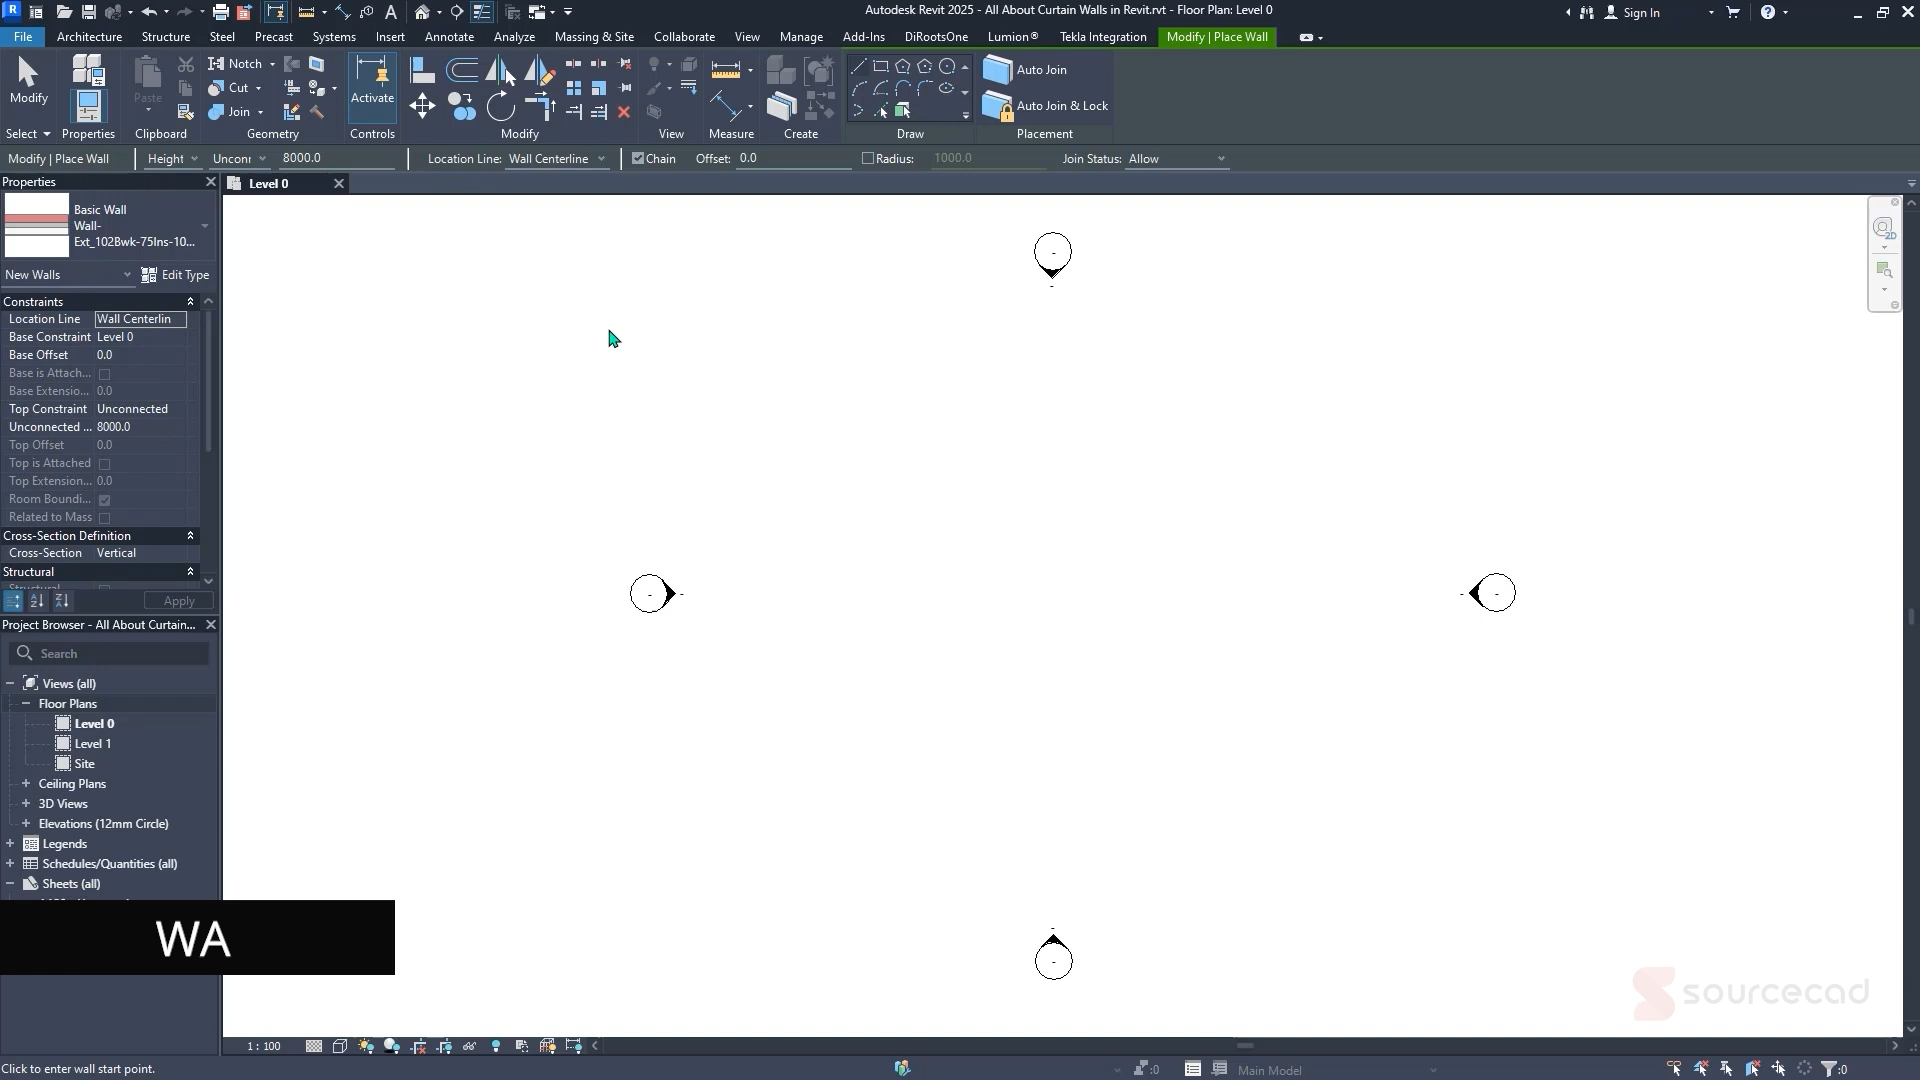 Autodesk Revit 2025 - All About Curtain Walls in Revit.rvt - Floor Plan: Level 0
Sign In
File Architecture Structure Steel Precast Systems Insert Annotate Analyze Massing & Site Collaborate View Manage Add-Ins DiRootsOne Lumion® Tekla Integration Modify | Place Wall
Modify
Paste
Notch
Cut
Join
Activate
Auto Join
Auto Join & Lock
Select Properties Clipboard Geometry Controls Modify View Measure Create Draw Placement
Modify | Place Wall Height Unconr 8000.0 Location Line: Wall Centerline Chain Offset: 0.0 Radius: 1000.0 Join Status: Allow
Properties
Level 0
Basic Wall
Wall-
Ext_102Bwk-75Ins-10...
New Walls Edit Type
Constraints
Location Line Wall Centerlin
Base Constraint Level 0
Base Offset 0.0
Base is Attach...
Base Extensio... 0.0
Top Constraint Unconnected
Unconnected ... 8000.0
Top Offset 0.0
Top is Attached
Top Extension... 0.0
Room Boundi...
Related to Mass
Cross-Section Definition
Cross-Section Vertical
Structural
Apply
Project Browser - All About Curtain...
Search
Views (all)
Floor Plans
Level 0
Level 1
Site
Ceiling Plans
3D Views
Elevations (12mm Circle)
Legends
Schedules/Quantities (all)
Sheets (all)
WA
sourcecad
1 : 100
Click to enter wall start point.
:0
Main Model
:0
2D